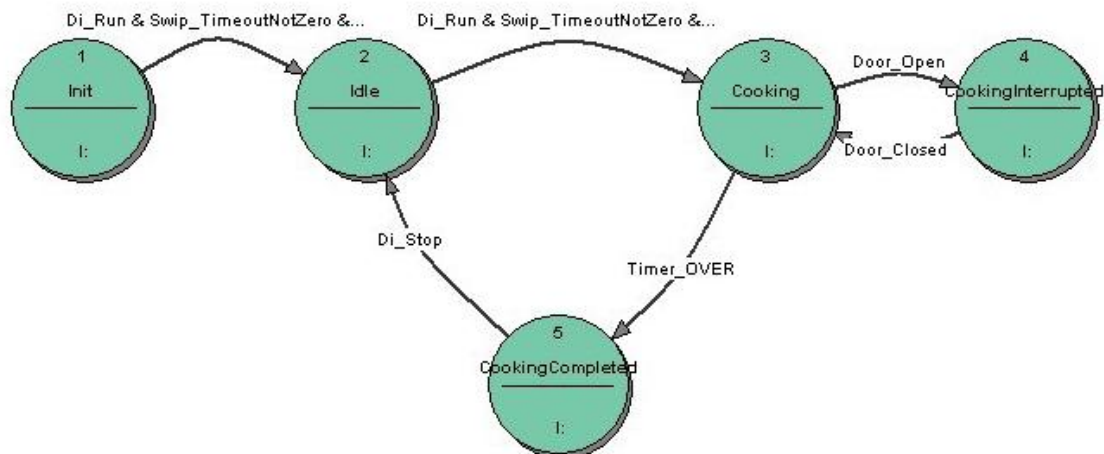 Di_Run & Swip_TimeoutNotZero &...
Di_Run & Swip_TimeoutNotZero &...
1
Init
I:
2
Idle
I:
3
Cooking
I:
Door_Open
Door_Closed
4
CookingInterrupted
I:
Di_Stop
Timer_OVER
5
CookingCompleted
I: